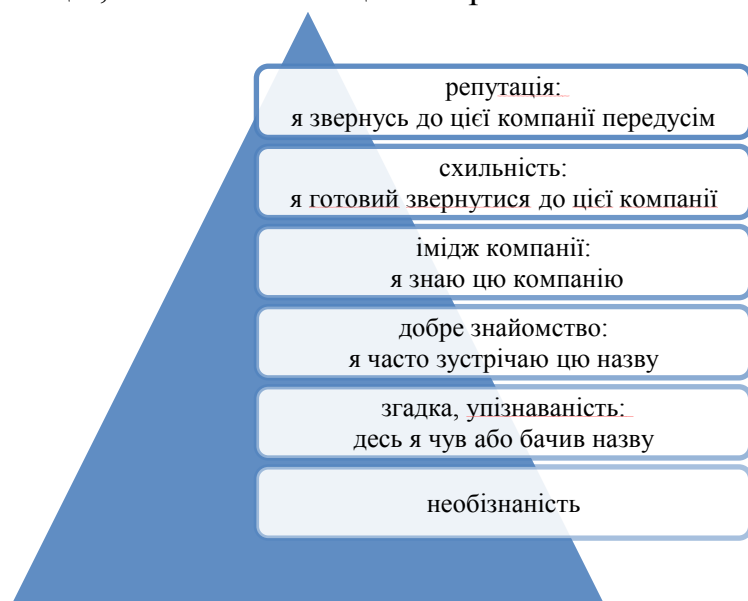 репутація:
я звернусь до цієї компанії передусім
схильність:
я готовий звернутися до цієї компанії
імідж компанії:
я знаю цю компанію
добре знайомство:
я часто зустрічаю цю назву
згадка, упізнаваність:
десь я чув або бачив назву
необізнаність